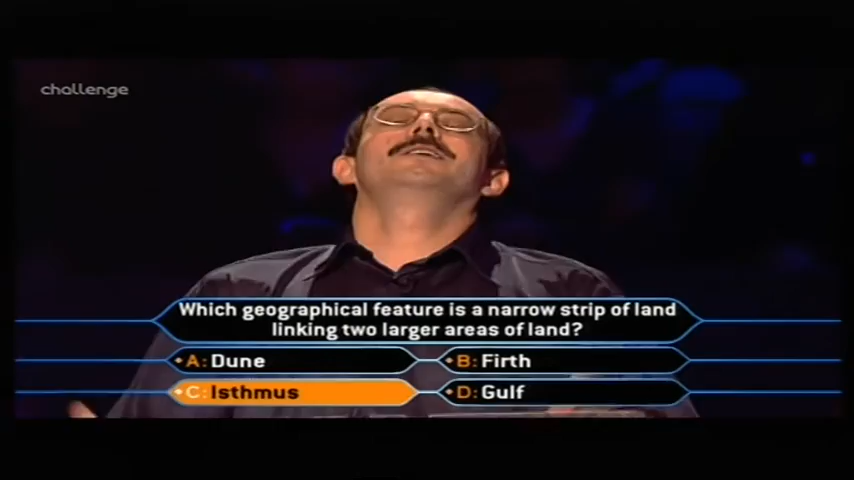 challenge
Which geographical feature is a narrow strip of land
linking two larger areas of land?
A: Dune
B: Firth
C: Isthmus
D: Gulf